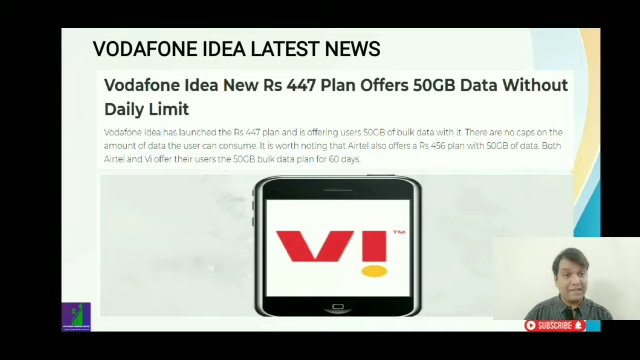 VODAFONE IDEA LATEST NEWS
Vodafone Idea New Rs 447 Plan Offers 50GB Data Without
Daily Limit
Vodafone Idea has launched the Rs 447 plan and is offering users 50GB of bulk data with it. There are no caps on the
amount of data the user can consume. It is worth noting that Airtel also offers a Rs 456 plan with 50GB of data. Both
Airtel and Vi offer their users the 50GB bulk data plan for 60 days.
VI™
SUBSCRIBE